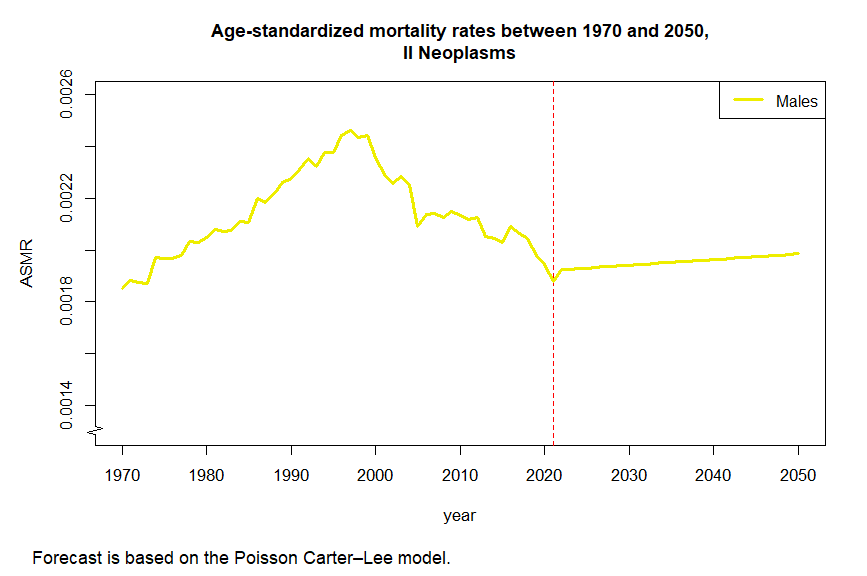 Age-standardized mortality rates between 1970 and 2050,
II Neoplasms
Males
0.0026
0.0022
0.0018
0.0014
ASMR
1970 1980 1990 2000 2010 2020 2030 2040 2050
year
Forecast is based on the Poisson Carter–Lee model.